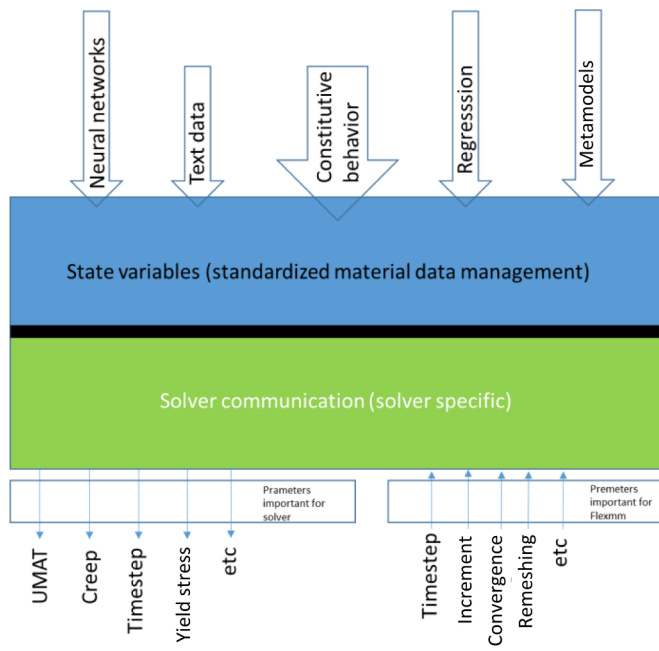 Neural networks
Text data
Constitutive
behavior
Regresssion
Metamodels
State variables (standardized material data management)
Solver communication (solver specific)
Prameters
important for
solver
Premeters
important for
Flexmm
UMAT
Creep
Timestep
Yield stress
etc
Timestep
Increment
Convergence
Remeshing
etc